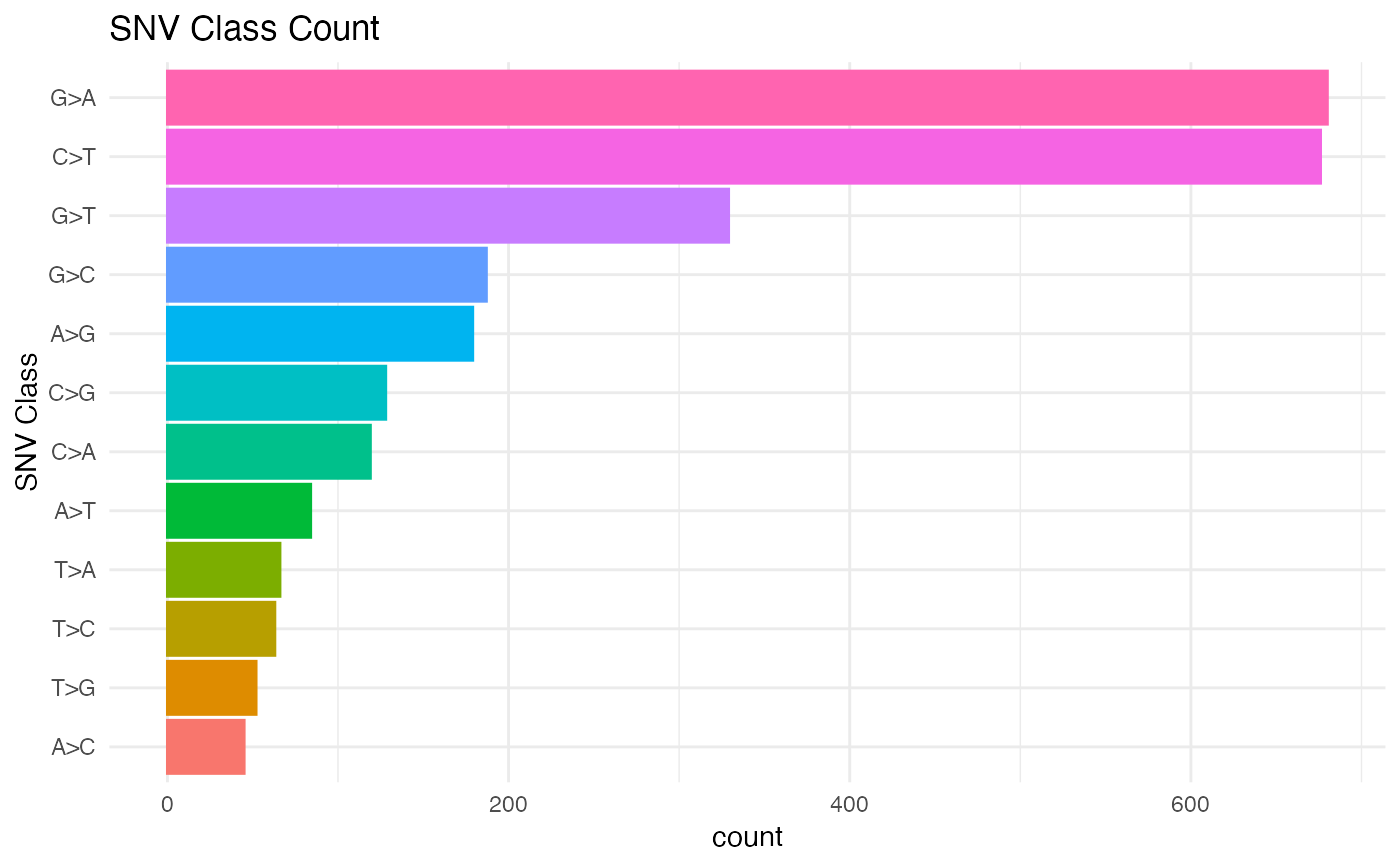 SNV Class Count
SNV Class
G>A
C>T
G>T
G>C
A>G
C>G
C>A
A>T
T>A
T>C
T>G
A>C
0 200 400 600
count